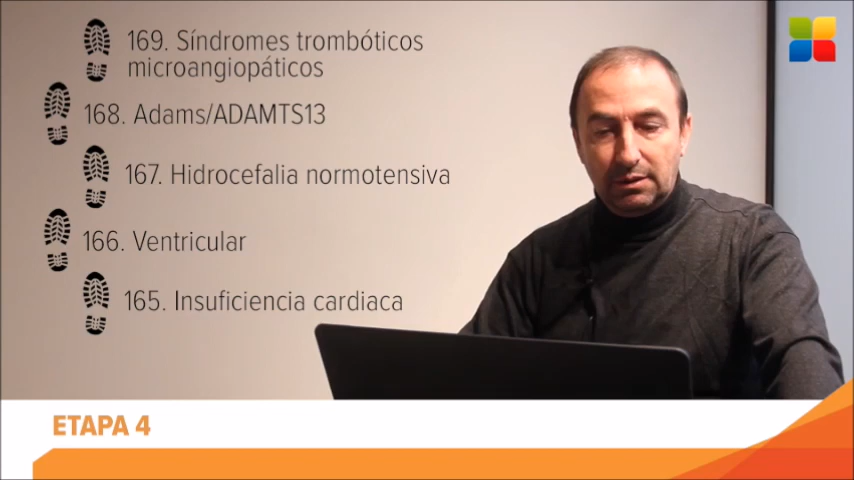 169. Síndromes trombóticos
microangiopáticos
168. Adams/ADAMTS13
167. Hidrocefalia normotensiva
166. Ventricular
165. Insuficiencia cardiaca
ETAPA 4